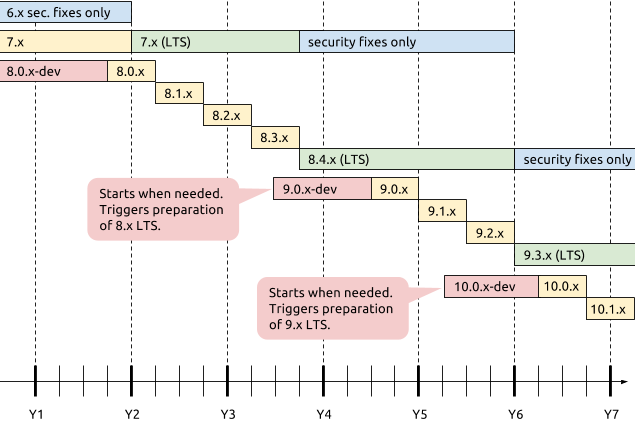 6.x sec. fixes only
7.x
7.x (LTS)
security fixes only
8.0.x-dev
8.0.x
8.1.x
8.2.x
8.3.x
8.4.x (LTS)
security fixes only
Starts when needed.
Triggers preparation
of 8.x LTS.
9.0.x-dev
9.0.x
9.1.x
9.2.x
9.3.x (LTS)
Starts when needed.
Triggers preparation
of 9.x LTS.
10.0.x-dev
10.0.x
10.1.x
Y1
Y2
Y3
Y4
Y5
Y6
Y7